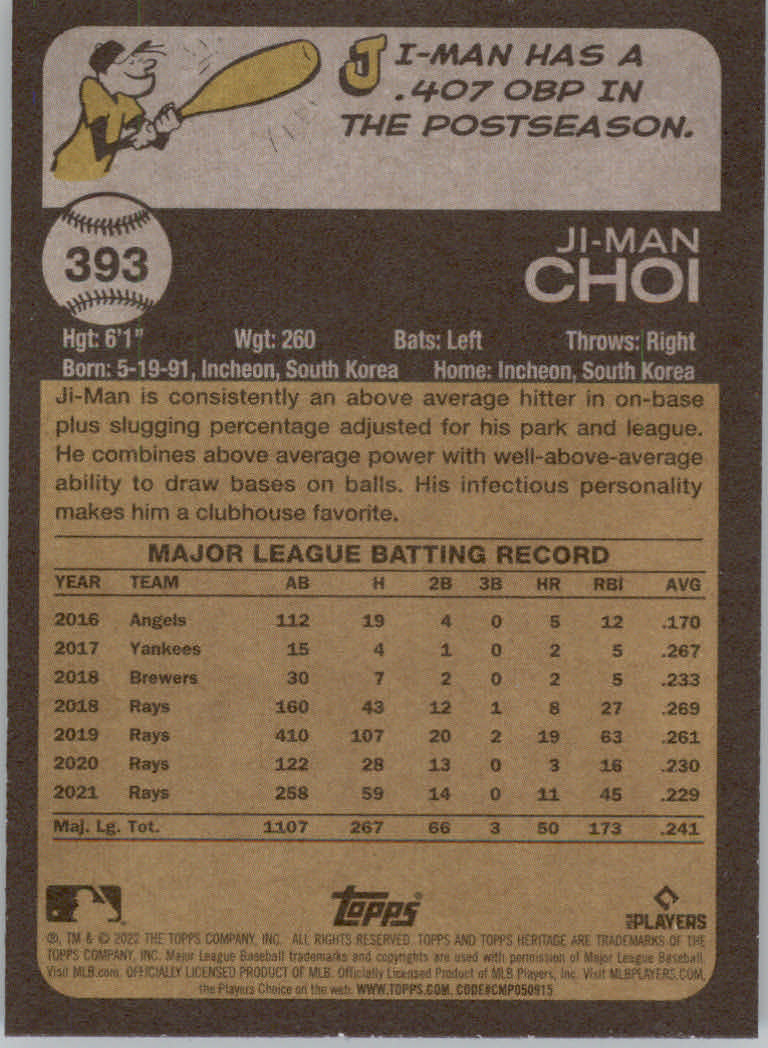 JI-MAN HAS A
.407 OBP IN
THE POSTSEASON.
393
JI-MAN
CHOI
Hgt: 6'1" Wgt: 260 Bats: Left Throws: Right
Born: 5-19-91, Incheon, South Korea Home: Incheon, South Korea
Ji-Man is consistently an above average hitter in on-base
plus slugging percentage adjusted for his park and league.
He combines above average power with well-above-average
ability to draw bases on balls. His infectious personality
makes him a clubhouse favorite.
MAJOR LEAGUE BATTING RECORD
YEAR TEAM AB H 2B 3B HR RBI AVG
2016 Angels 112 19 4 0 5 12 .170
2017 Yankees 15 4 1 0 2 5 .267
2018 Brewers 30 7 2 0 2 5 .233
2018 Rays 160 43 12 1 8 27 .269
2019 Rays 410 107 20 2 19 63 .261
2020 Rays 122 28 13 0 3 16 .230
2021 Rays 258 59 14 0 11 45 .229
Maj. Lg. Tot. 1107 267 66 3 50 173 .241
topps®
PLAYERS
®, TM & © 2022 THE TOPPS COMPANY, INC. ALL RIGHTS RESERVED. TOPPS AND TOPPS HERITAGE ARE TRADEMARKS OF THE
TOPPS COMPANY, INC. Major League Baseball trademarks and copyrights are used with permission of Major League Baseball.
Visit MLB.com. OFFICIALLY LICENSED PRODUCT OF MLB. Officially Licensed Product of MLB Players, Inc. Visit MLBPLAYERS.COM,
the Players Choice on the web. WWW.TOPPS.COM. CODE#CMP050915